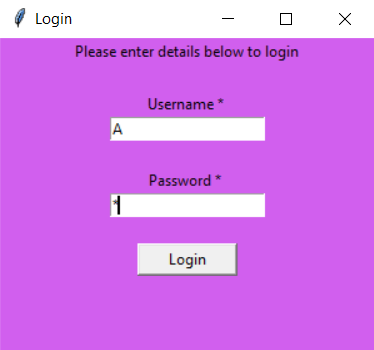 Login
Please enter details below to login
Username *
A
Password *
*
Login